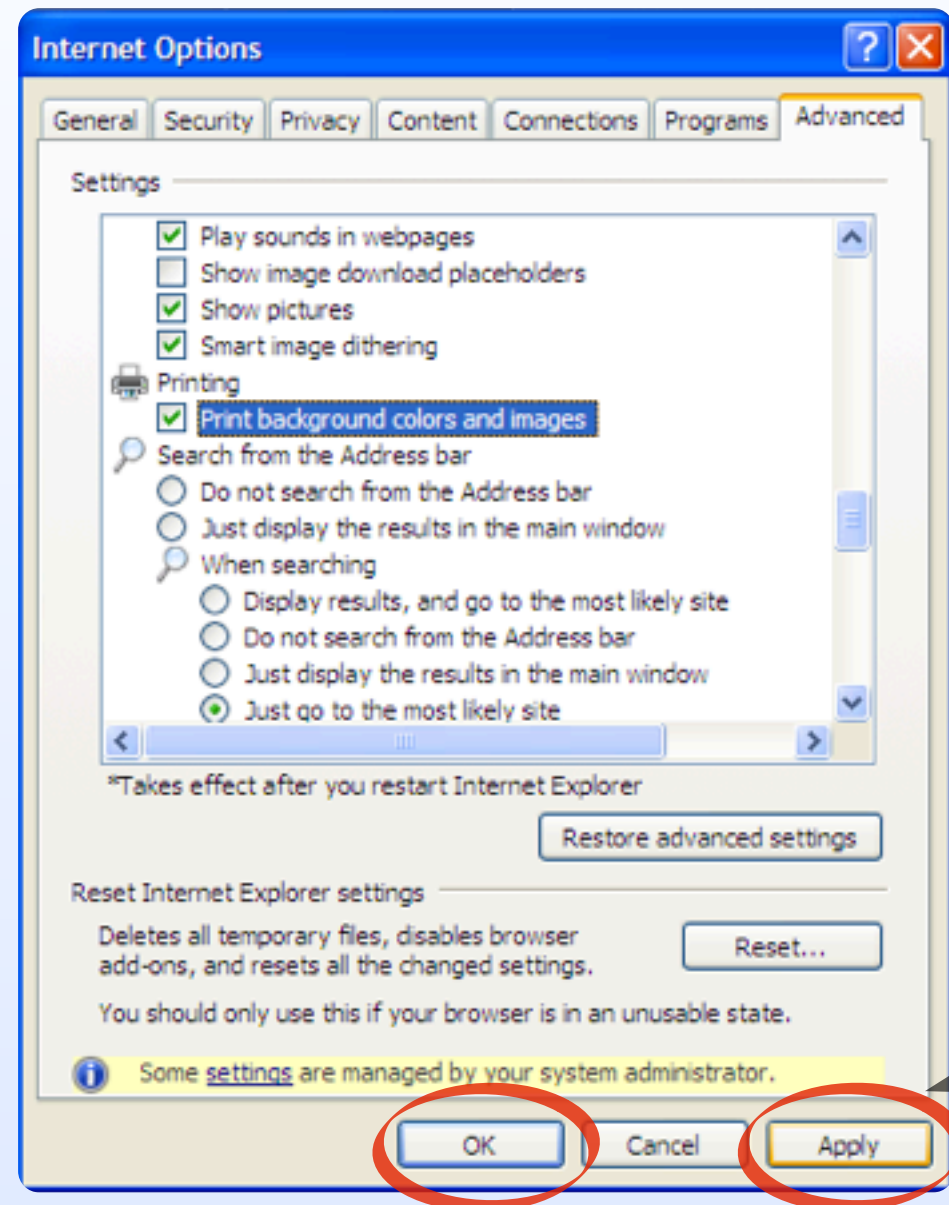 Internet Options
General Security Privacy Content Connections Programs Advanced
Settings
Play sounds in webpages
Show image download placeholders
Show pictures
Smart image dithering
Printing
Print background colors and images
Search from the Address bar
Do not search from the Address bar
Just display the results in the main window
When searching
Display results, and go to the most likely site
Do not search from the Address bar
Just display the results in the main window
Just go to the most likely site
*Takes effect after you restart Internet Explorer
Restore advanced settings
Reset Internet Explorer settings
Deletes all temporary files, disables browser
add-ons, and resets all the changed settings.
Reset...
You should only use this if your browser is in an unusable state.
Some settings are managed by your system administrator.
OK Cancel Apply